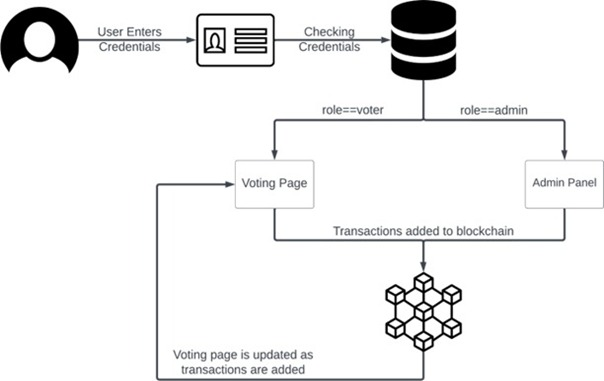 User Enters
Credentials
Checking
Credentials
role==voter
role==admin
Voting Page
Admin Panel
Transactions added to blockchain
Voting page is updated as
transactions are added